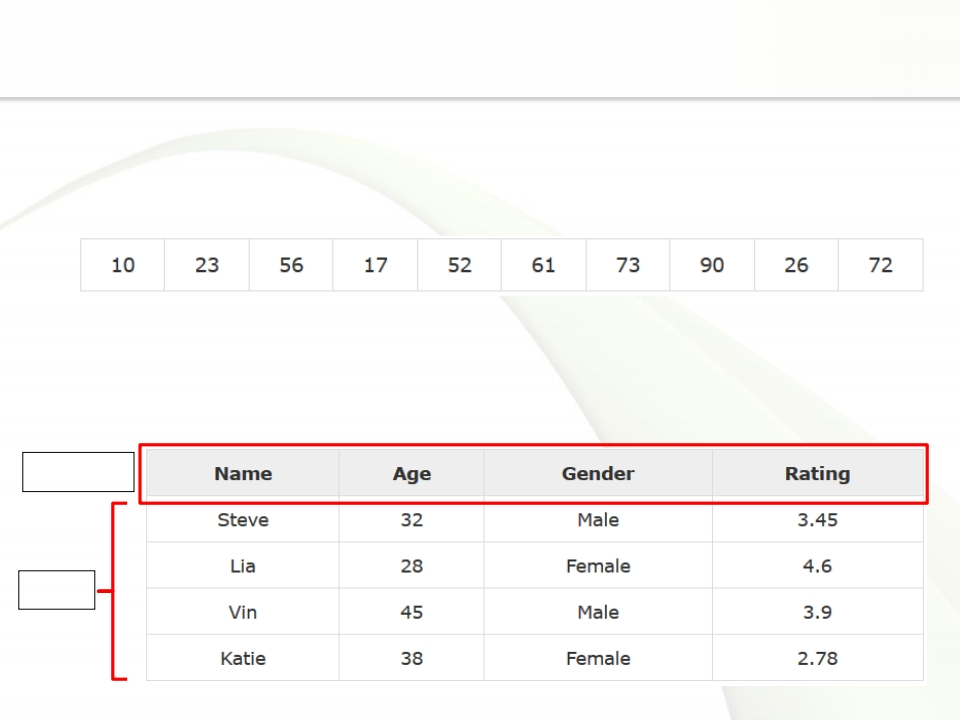 10 23 56 17 52 61 73 90 26 72
Name Age Gender Rating
Steve 32 Male 3.45
Lia 28 Female 4.6
Vin 45 Male 3.9
Katie 38 Female 2.78